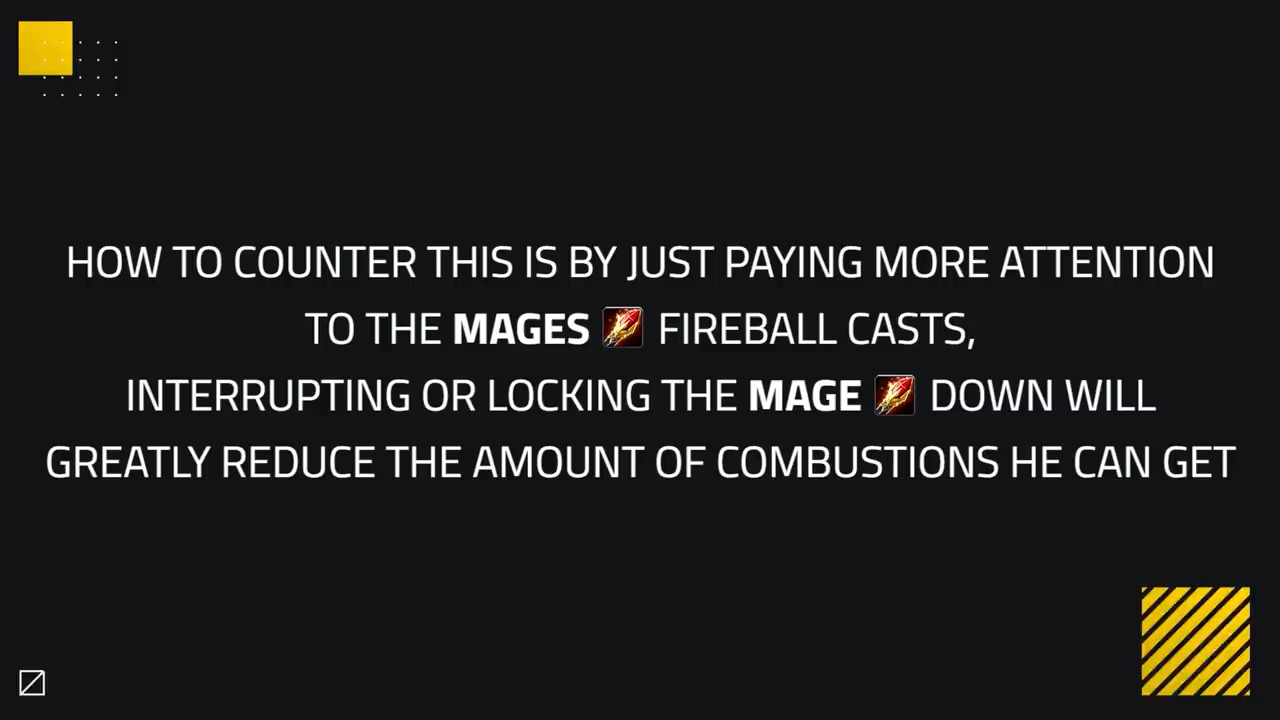 HOW TO COUNTER THIS IS BY JUST PAYING MORE ATTENTION
TO THE MAGES FIREBALL CASTS,
INTERRUPTING OR LOCKING THE MAGE DOWN WILL
GREATLY REDUCE THE AMOUNT OF COMBUSTIONS HE CAN GET